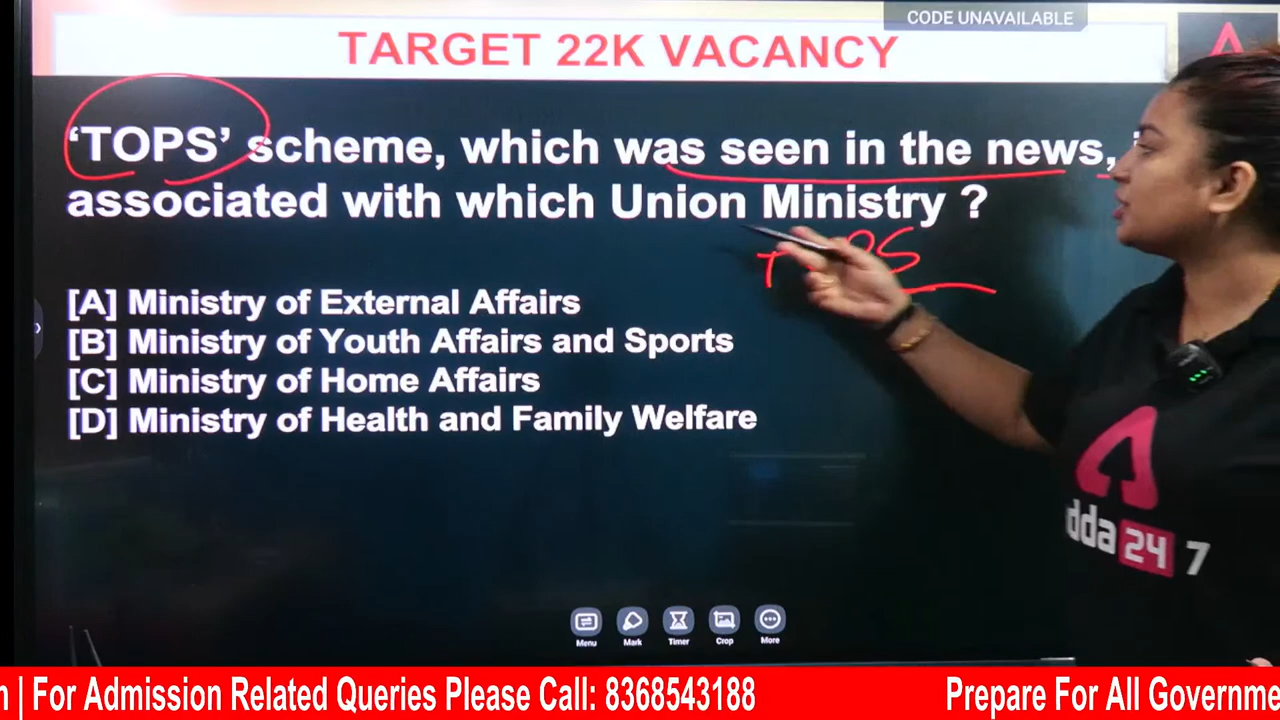 CODE UNAVAILABLE
TARGET 22K VACANCY
‘TOPS’ scheme, which was seen in the news,
associated with which Union Ministry ?
[A] Ministry of External Affairs
[B] Ministry of Youth Affairs and Sports
[C] Ministry of Home Affairs
[D] Ministry of Health and Family Welfare
dda 24 7
Menu
Mark
Timer
Crop
More
| For Admission Related Queries Please Call: 8368543188
Prepare For All